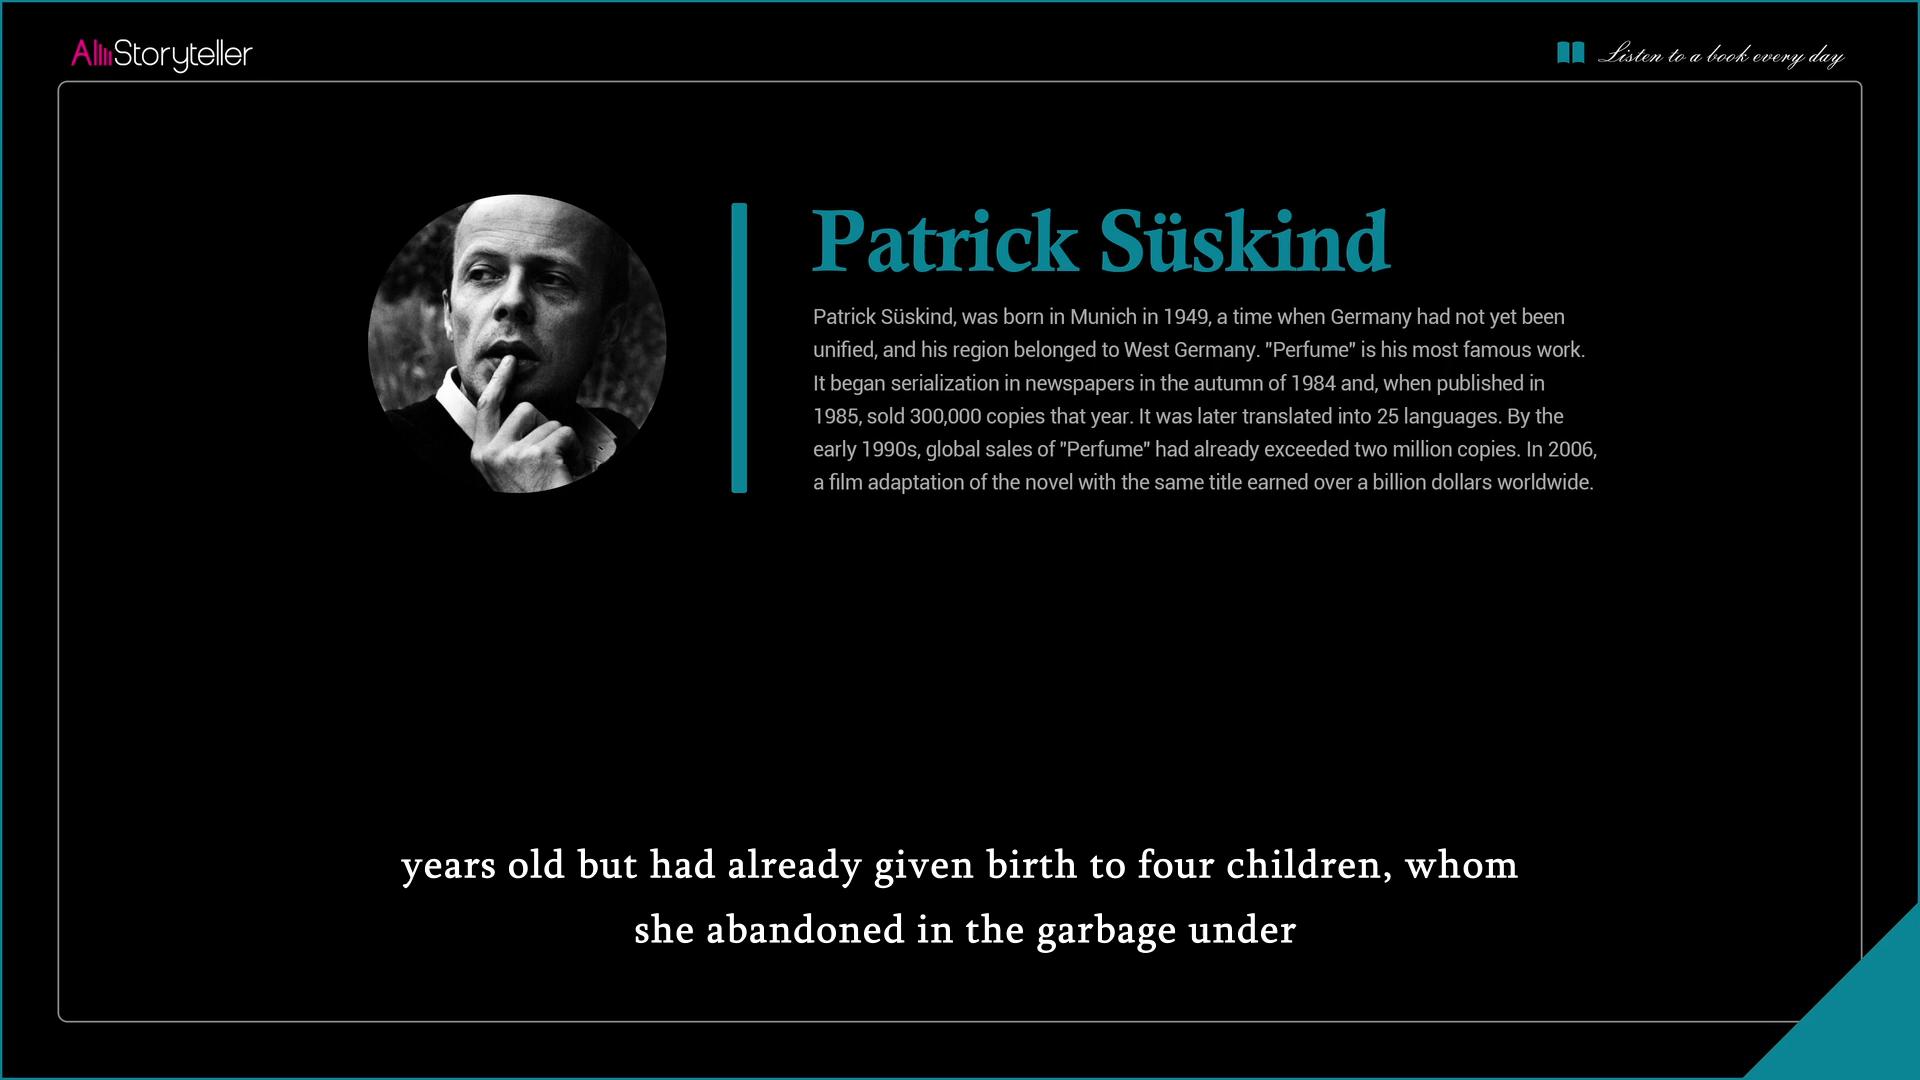 AllStoryteller
Listen to a book every day
Patrick Süskind
Patrick Süskind, was born in Munich in 1949, a time when Germany had not yet been
unified, and his region belonged to West Germany. "Perfume" is his most famous work.
It began serialization in newspapers in the autumn of 1984 and, when published in
1985, sold 300,000 copies that year. It was later translated into 25 languages. By the
early 1990s, global sales of "Perfume" had already exceeded two million copies. In 2006,
a film adaptation of the novel with the same title earned over a billion dollars worldwide.
years old but had already given birth to four children, whom
she abandoned in the garbage under